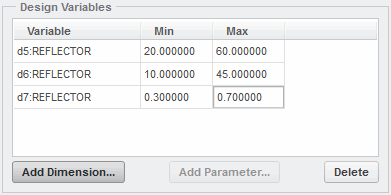 Design Variables
Variable Min Max
d5:REFLECTOR 20.000000 60.000000
d6:REFLECTOR 10.000000 45.000000
d7:REFLECTOR 0.300000 0.700000
Add Dimension... Add Parameter... Delete